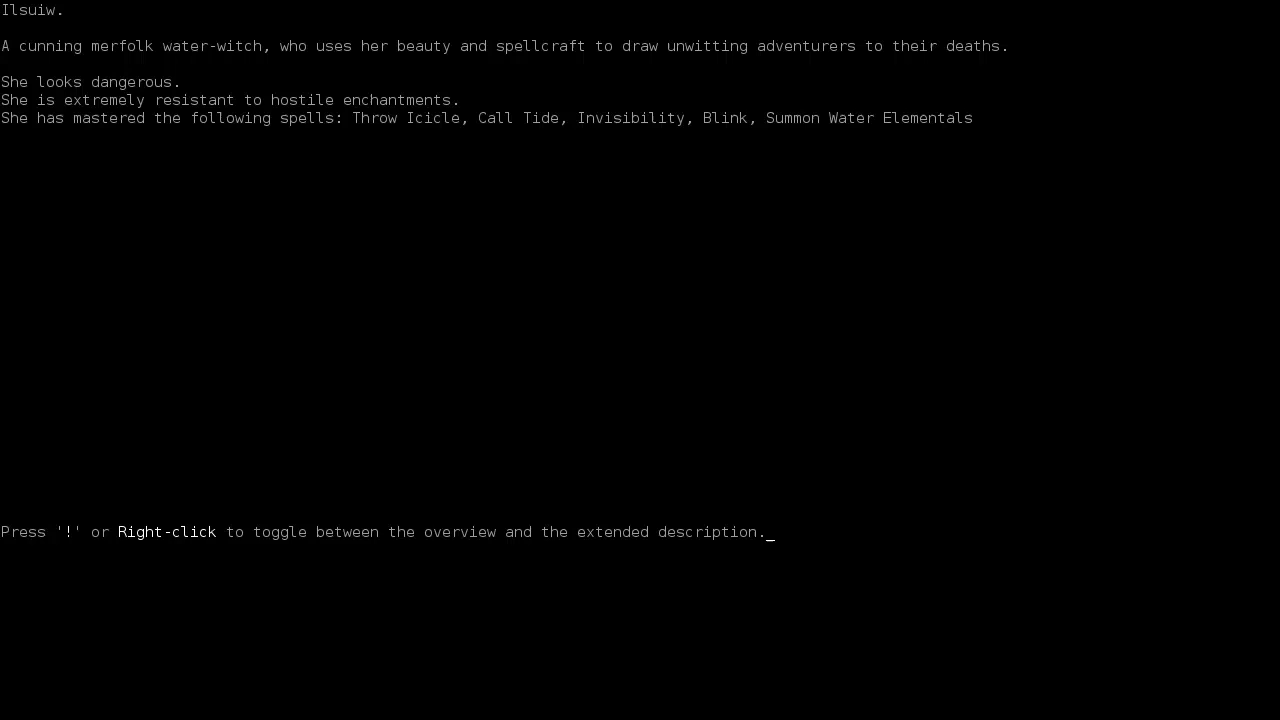 Ilsuiw.
A cunning merfolk water-witch, who uses her beauty and spellcraft to draw unwitting adventurers to their deaths.
She looks dangerous.
She is extremely resistant to hostile enchantments.
She has mastered the following spells: Throw Icicle, Call Tide, Invisibility, Blink, Summon Water Elementals
Press '!' or Right-click to toggle between the overview and the extended description._